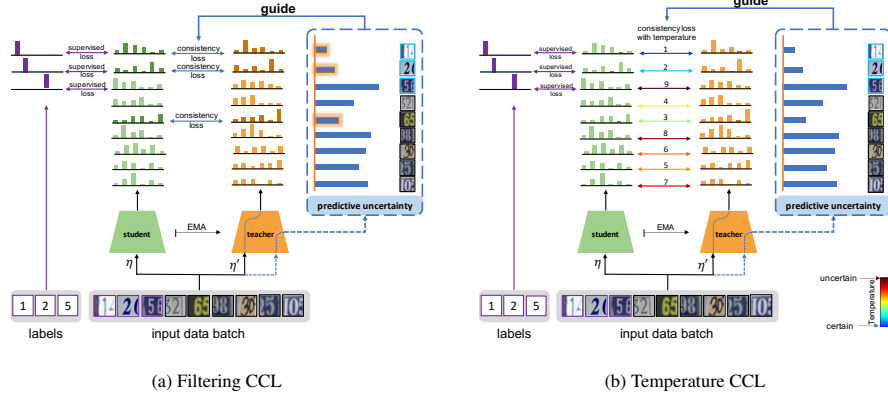 guide
supervised
loss
consistency
loss
supervised
loss
consistency
loss
supervised
loss
consistency
loss
predictive uncertainty
student
EMA
teacher
η
η′
1 2 5
labels
input data batch
(a) Filtering CCL
guide
consistency loss
with temperature
supervised
loss
1
supervised
loss
2
supervised
loss
9
4
3
8
6
5
7
predictive uncertainty
student
EMA
teacher
η
η′
uncertain
Temperature
certain
1 2 5
labels
input data batch
(b) Temperature CCL